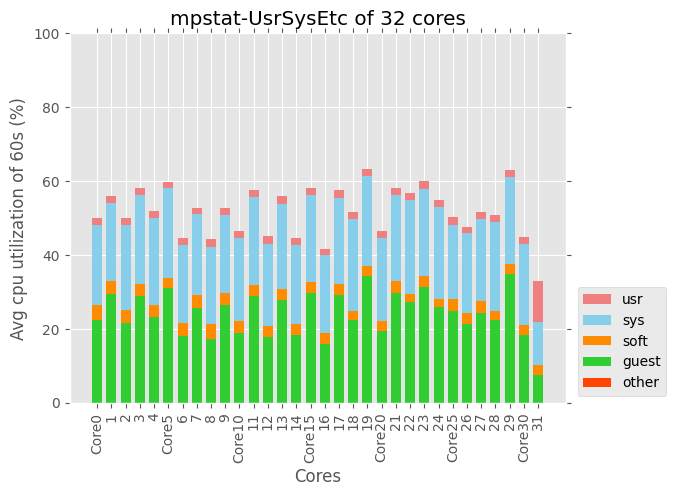 mpstat-UsrSysEtc of 32 cores
100
80
60
40
20
0
Avg cpu utilization of 60s (%)
Core0
1
2
3
4
Core5
6
7
8
9
Core10
11
12
13
14
Core15
16
17
18
19
Core20
21
22
23
24
Core25
26
27
28
29
Core30
31
Cores
usr
sys
soft
guest
other